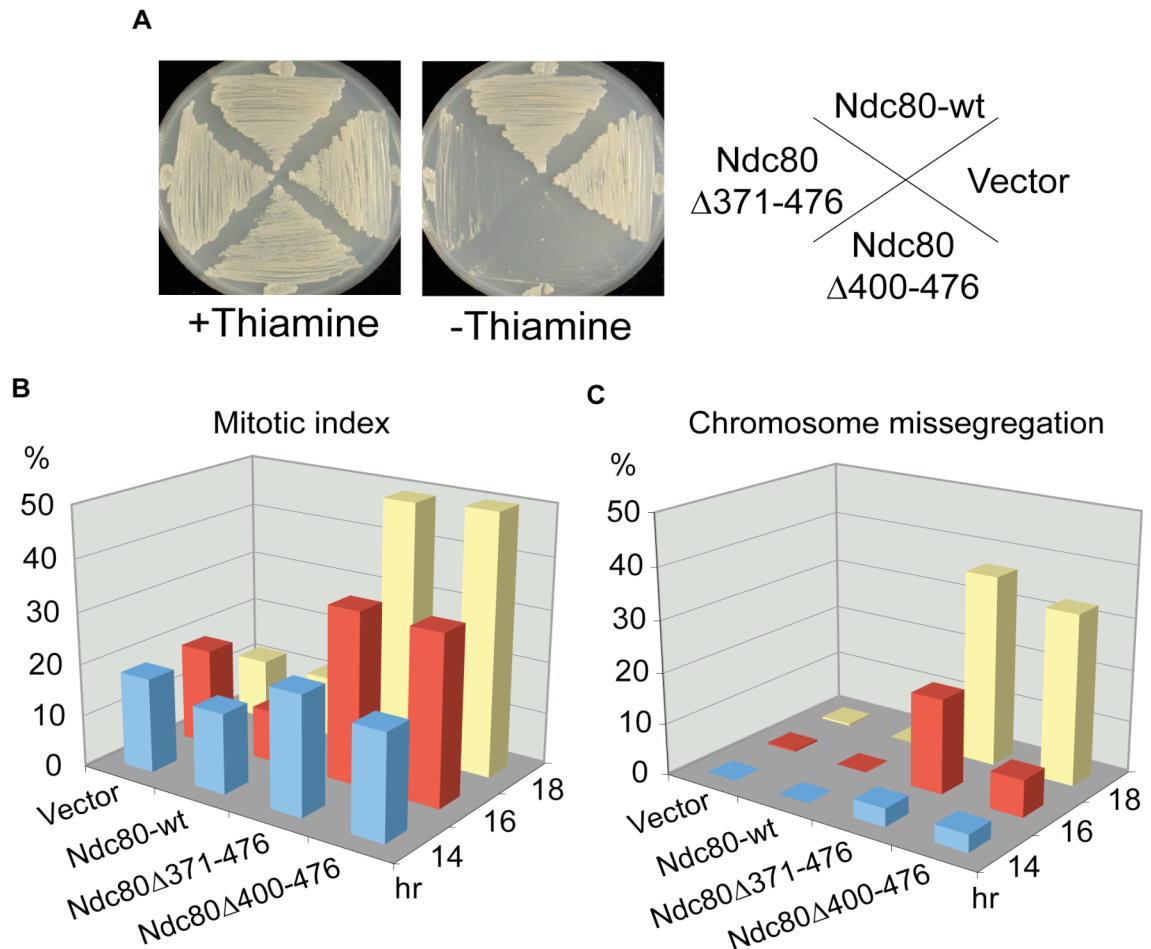 A
+Thiamine
-Thiamine
Ndc80-wt
Ndc80
Δ371-476
Vector
Ndc80
Δ400-476
B
Mitotic index
%
50
40
30
20
10
0
Vector
Ndc80-wt
Ndc80Δ371-476
Ndc80Δ400-476
14
16
18
hr
C
Chromosome missegregation
%
50
40
30
20
10
0
Vector
Ndc80-wt
Ndc80Δ371-476
Ndc80Δ400-476
14
16
18
hr